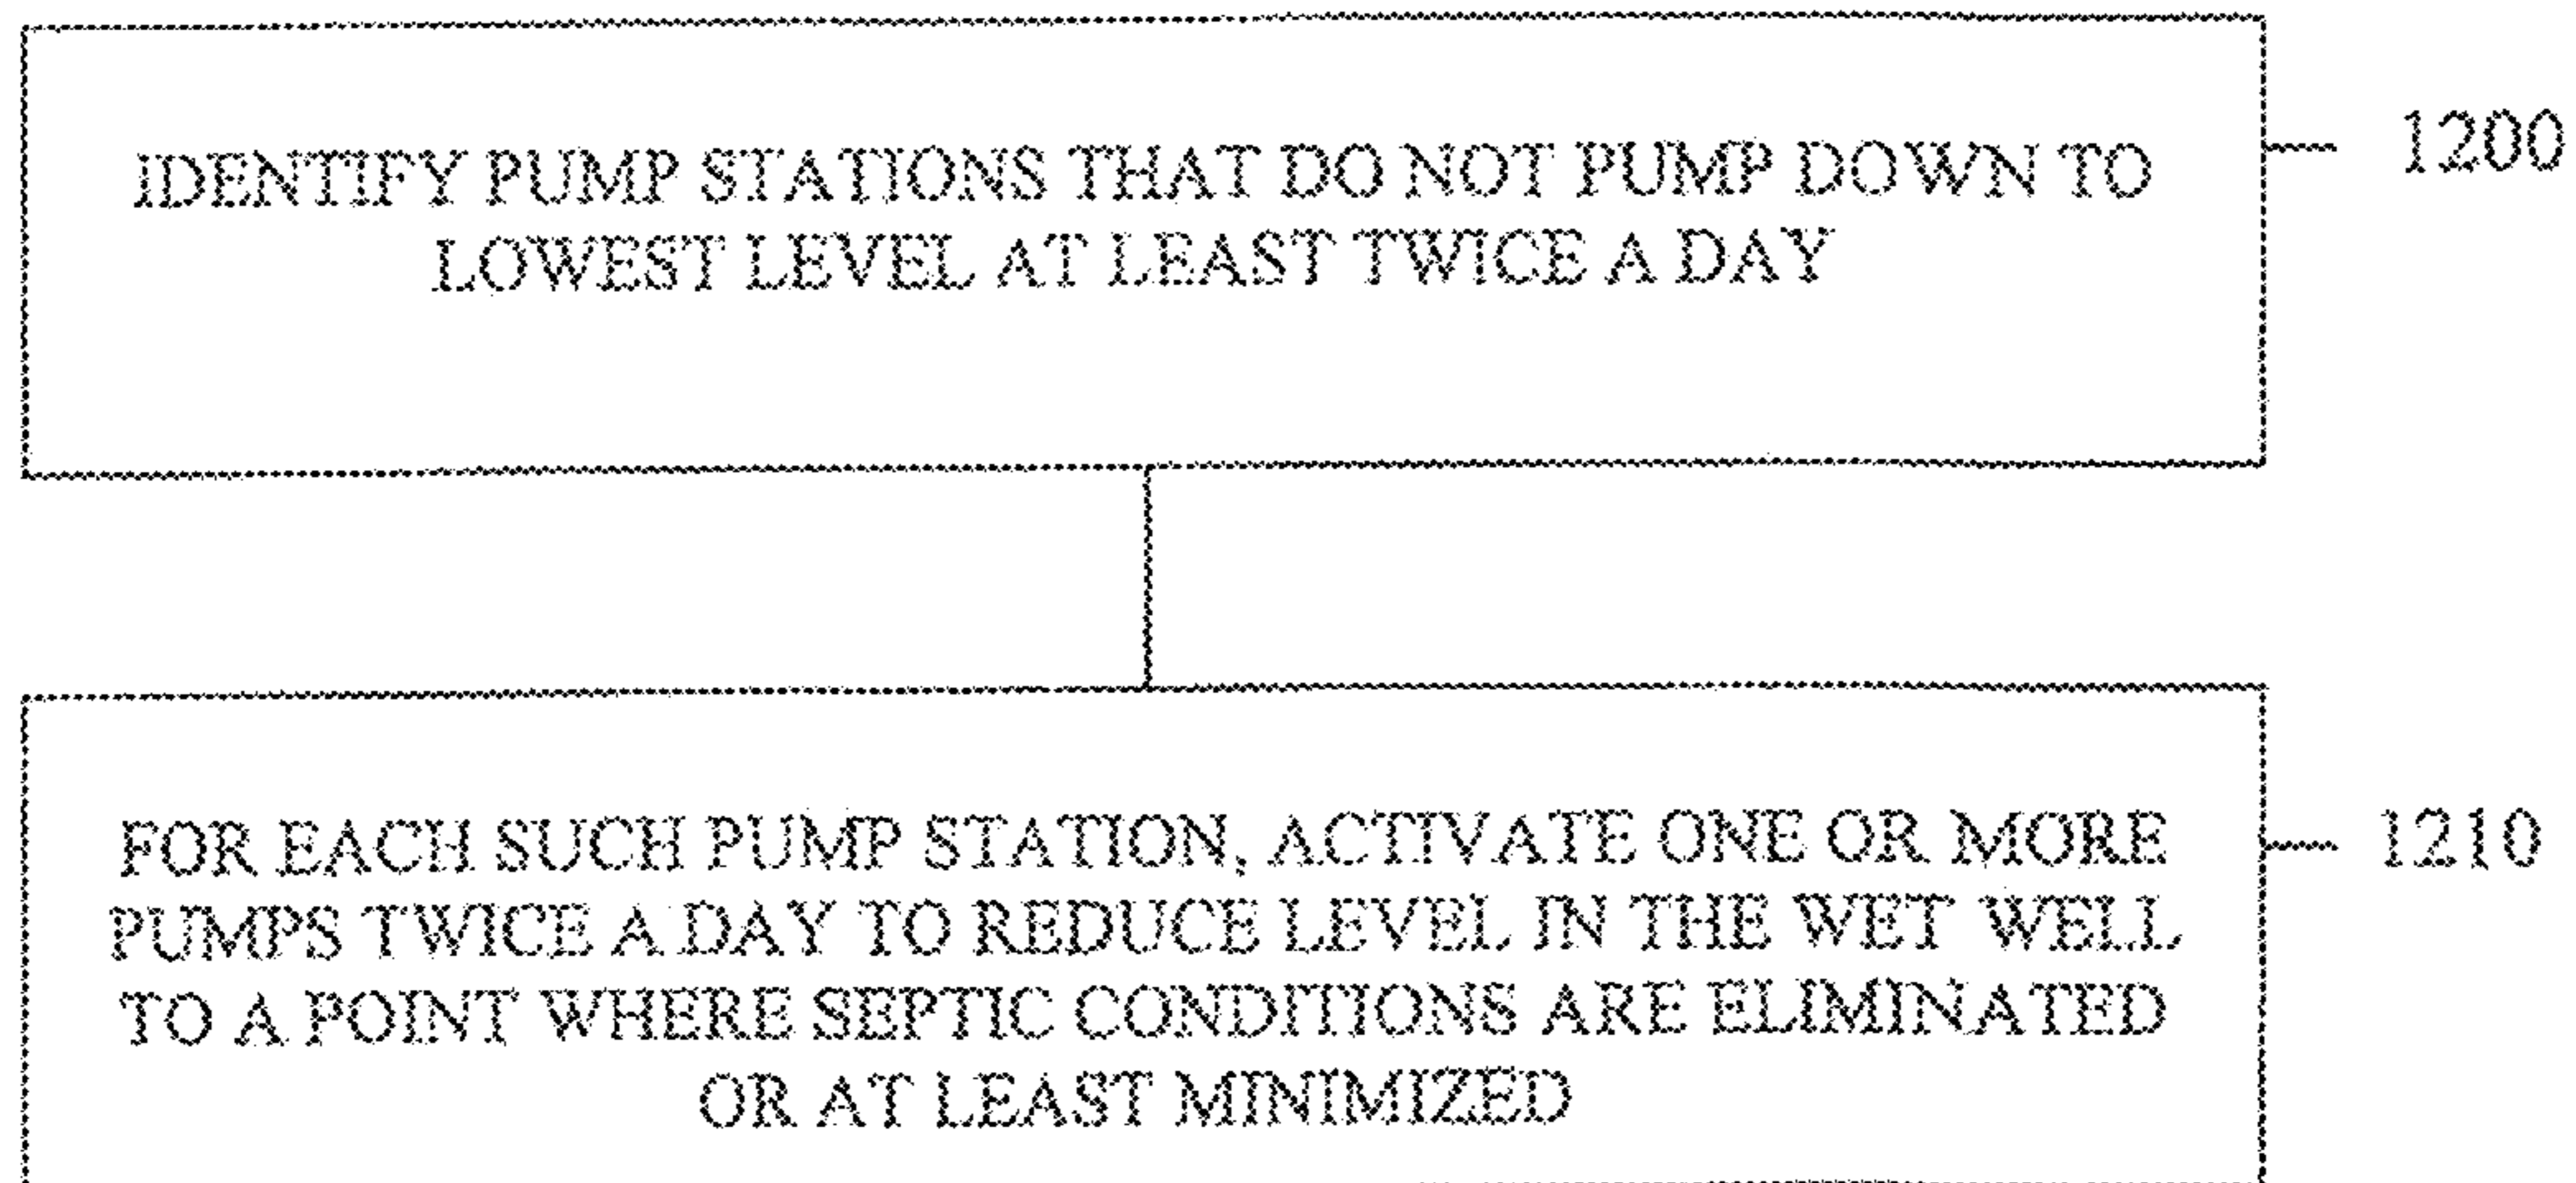 IDENTIFY PUMP STATIONS THAT DO NOT PUMP DOWN TO
LOWEST LEVEL AT LEAST TWICE A DAY
1200
FOR EACH SUCH PUMP STATION, ACTIVATE ONE OR MORE
PUMPS TWICE A DAY TO REDUCE LEVEL IN THE WET WELL
TO A POINT WHERE SEPTIC CONDITIONS ARE ELIMINATED
OR AT LEAST MINIMIZED
1210